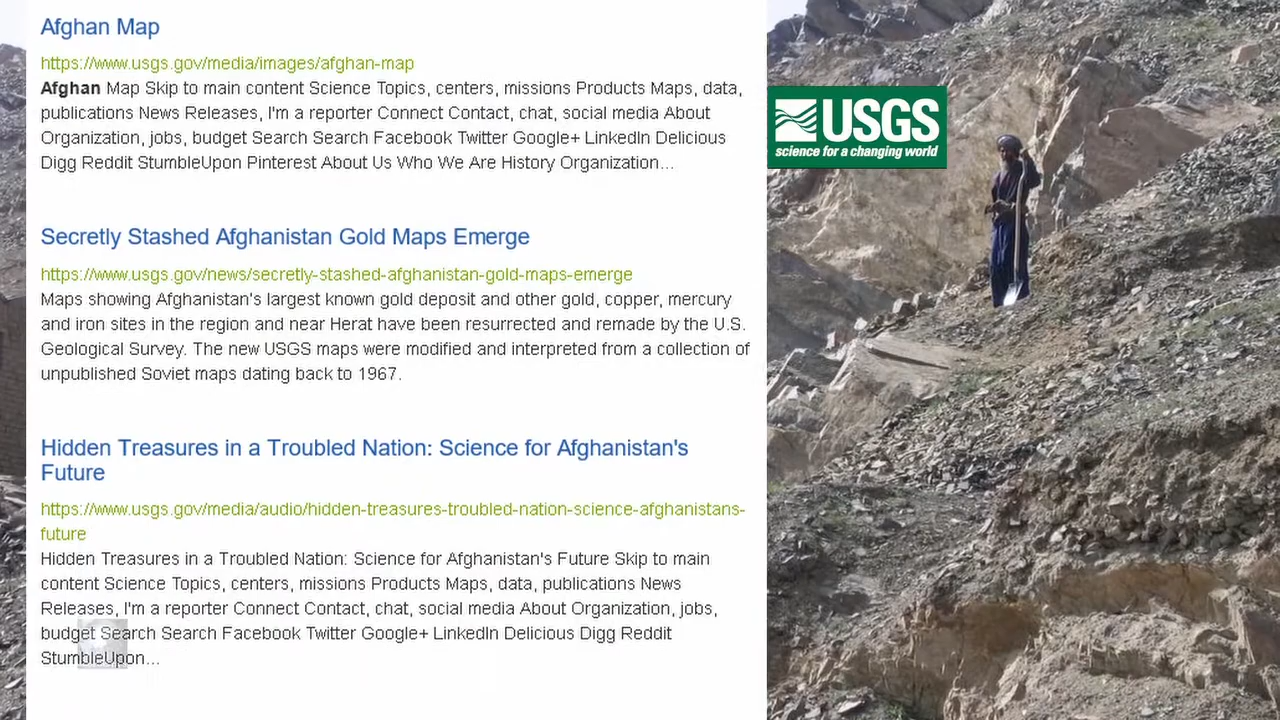 Afghan Map
https://www.usgs.gov/media/images/afghan-map
Afghan Map Skip to main content Science Topics, centers, missions Products Maps, data,
publications News Releases, I'm a reporter Connect Contact, chat, social media About
Organization, jobs, budget Search Search Facebook Twitter Google+ LinkedIn Delicious
Digg Reddit StumbleUpon Pinterest About Us Who We Are History Organization...
Secretly Stashed Afghanistan Gold Maps Emerge
https://www.usgs.gov/news/secretly-stashed-afghanistan-gold-maps-emerge
Maps showing Afghanistan's largest known gold deposit and other gold, copper, mercury
and iron sites in the region and near Herat have been resurrected and remade by the U.S.
Geological Survey. The new USGS maps were modified and interpreted from a collection of
unpublished Soviet maps dating back to 1967.
Hidden Treasures in a Troubled Nation: Science for Afghanistan's
Future
https://www.usgs.gov/media/audio/hidden-treasures-troubled-nation-science-afghanistans-
future
Hidden Treasures in a Troubled Nation: Science for Afghanistan's Future Skip to main
content Science Topics, centers, missions Products Maps, data, publications News
Releases, I'm a reporter Connect Contact, chat, social media About Organization, jobs,
budget Search Search Facebook Twitter Google+ LinkedIn Delicious Digg Reddit
StumbleUpon...
USGS
science for a changing world